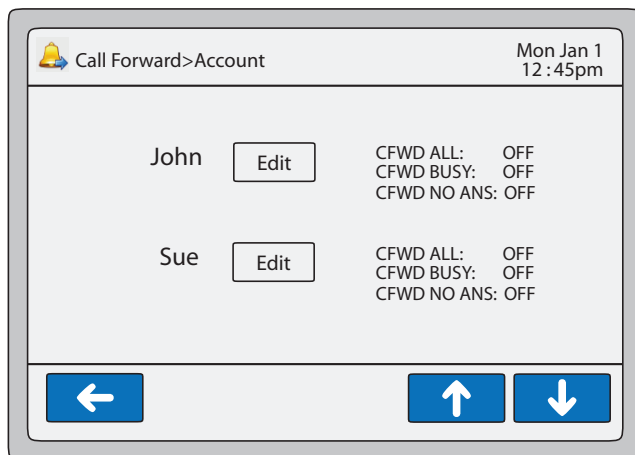 Call Forward>Account
Mon Jan 1
12:45pm
John
Edit
CFWD ALL: OFF
CFWD BUSY: OFF
CFWD NO ANS: OFF
Sue
Edit
CFWD ALL: OFF
CFWD BUSY: OFF
CFWD NO ANS: OFF